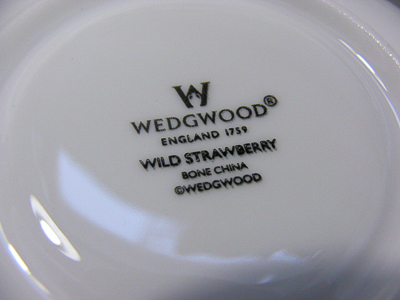 W
WEDGWOOD®
ENGLAND 1759
WILD STRAWBERRY
BONE CHINA
©WEDGWOOD